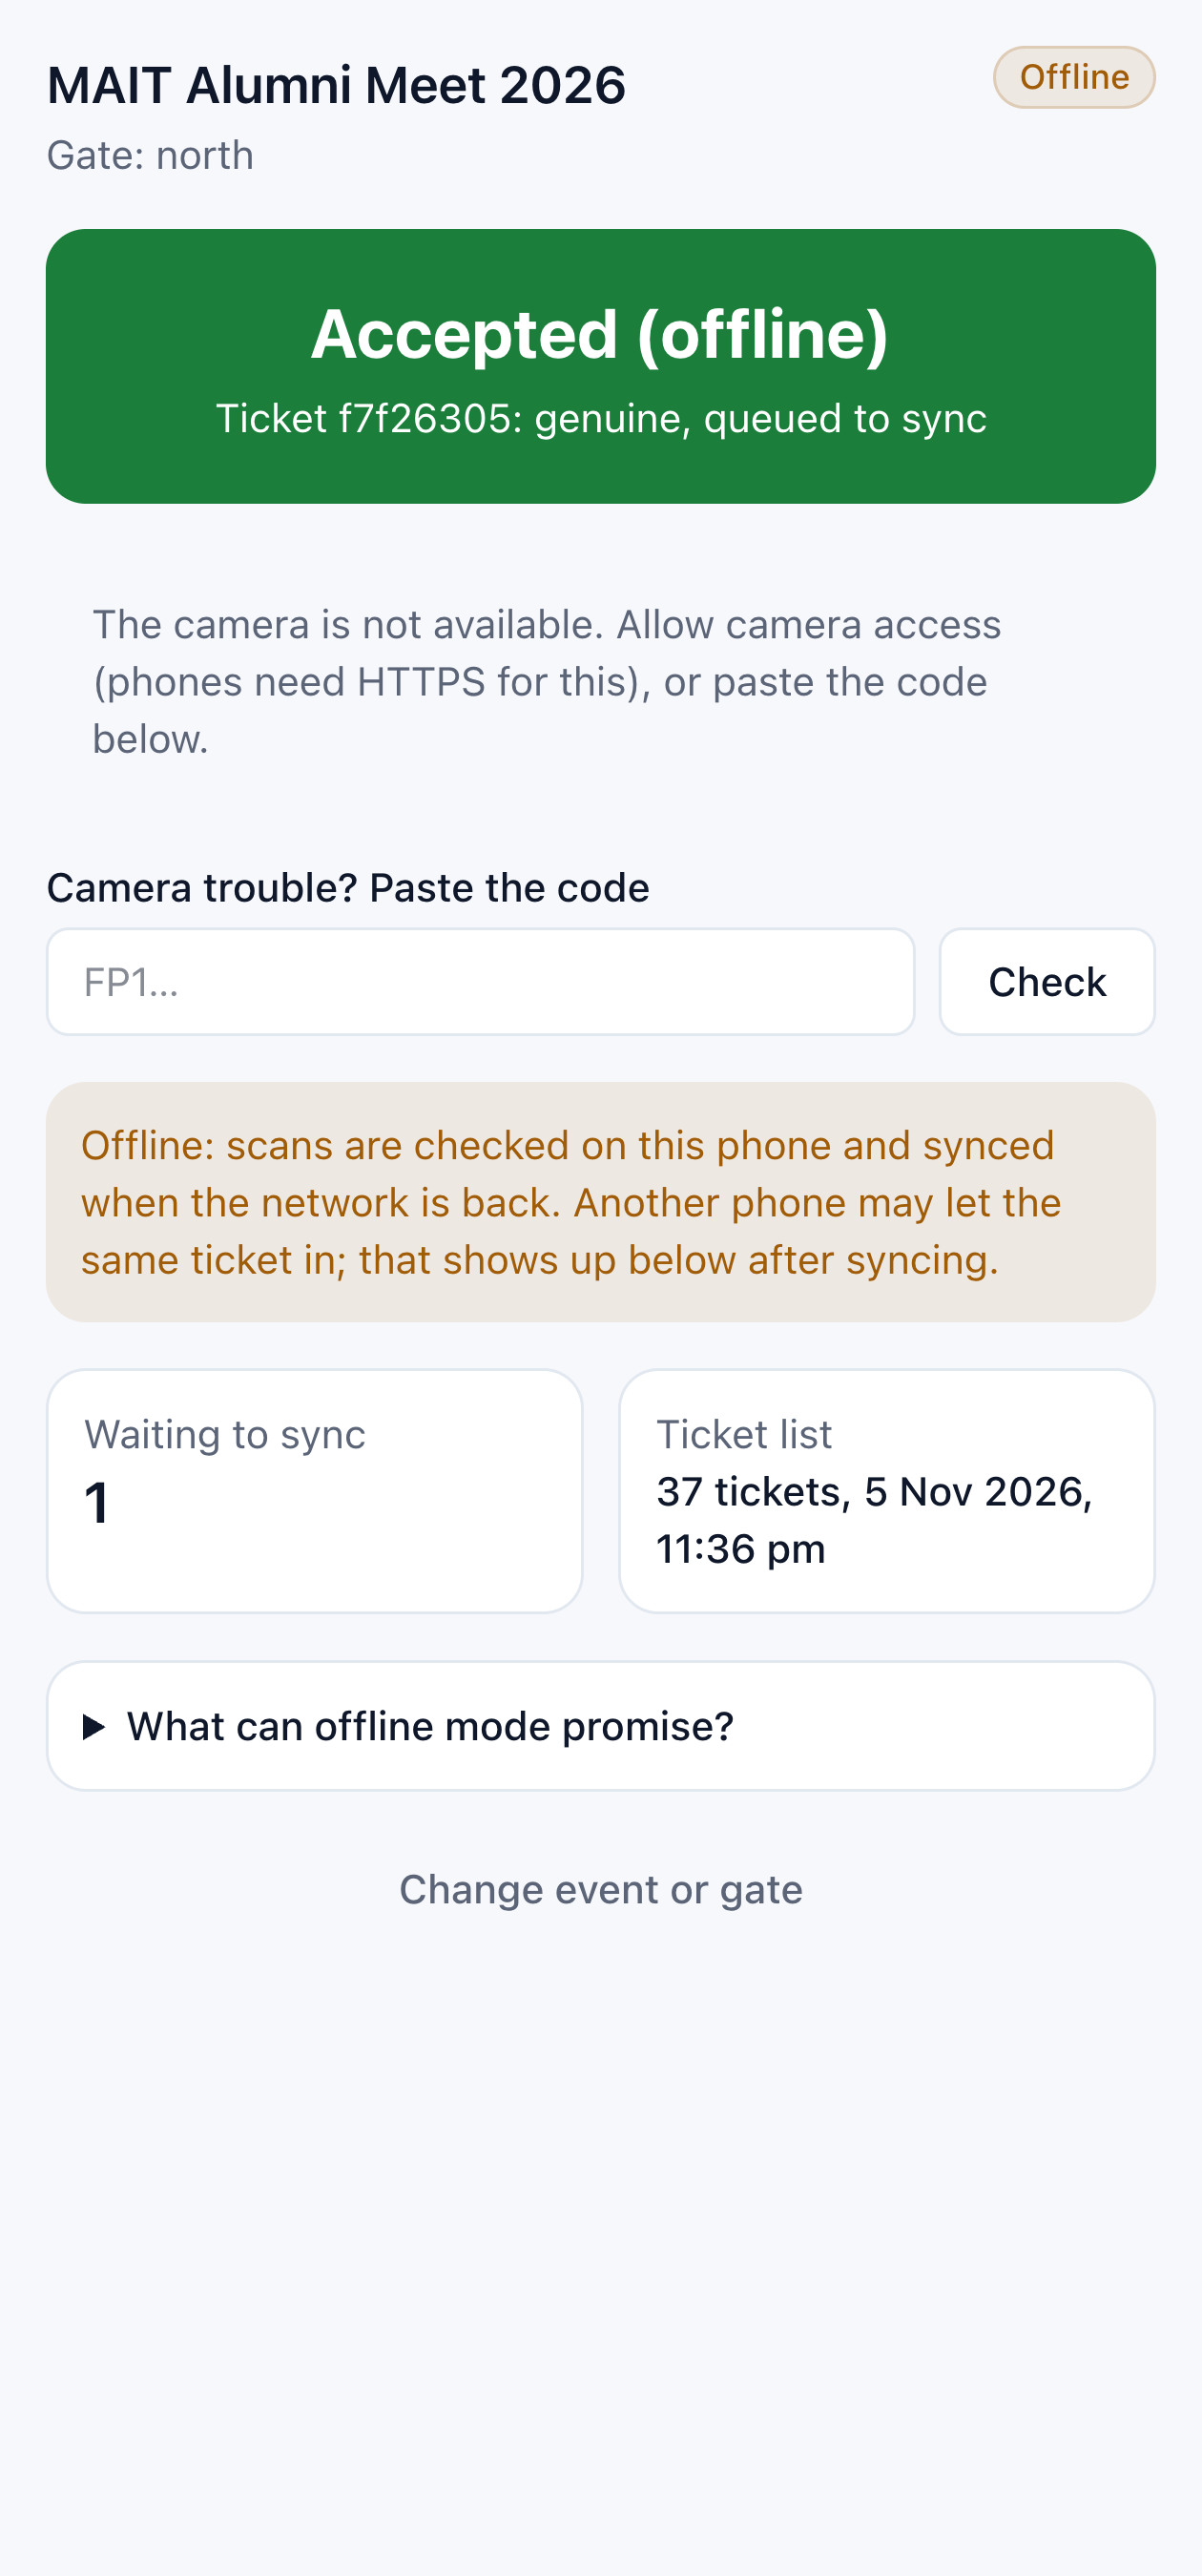 MAIT Alumni Meet 2026
Offline
Gate: north
Accepted (offline)
Ticket f7f26305: genuine, queued to sync
The camera is not available. Allow camera access
(phones need HTTPS for this), or paste the code
below.
Camera trouble? Paste the code
FP1...
Check
Offline: scans are checked on this phone and synced
when the network is back. Another phone may let the
same ticket in; that shows up below after syncing.
Waiting to sync
1
Ticket list
37 tickets, 5 Nov 2026,
11:36 pm
What can offline mode promise?
Change event or gate